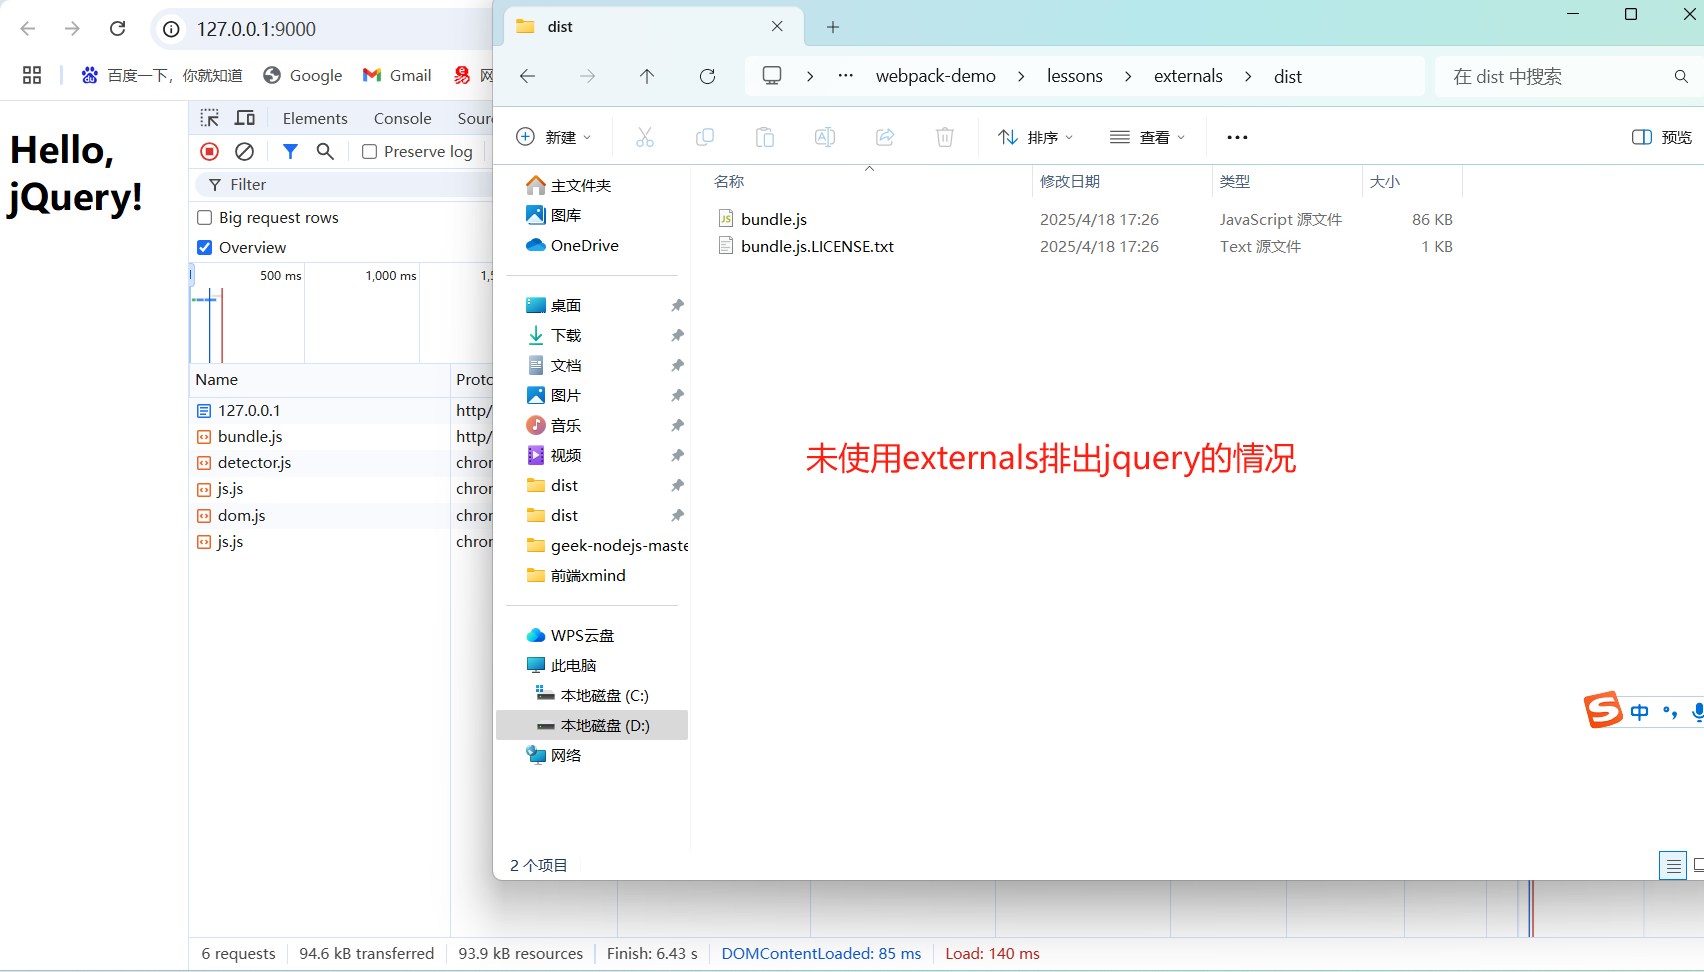 127.0.0.1:9000
百度一下，你就知道
Google
Gmail
网
Hello,
jQuery!
Elements
Console
Sour
Preserve log
Filter
Big request rows
Overview
500 ms
1,000 ms
1,5
Name
Proto
127.0.0.1
http/
bundle.js
http/
detector.js
chror
js.js
chror
dom.js
chror
js.js
chror
6 requests
94.6 kB transferred
93.9 kB resources
Finish: 6.43 s
DOMContentLoaded: 85 ms
Load: 140 ms
dist
webpack-demo
lessons
externals
dist
在 dist 中搜索
新建
排序
查看
预览
主文件夹
图库
OneDrive
桌面
下载
文档
图片
音乐
视频
dist
dist
geek-nodejs-maste
前端xmind
WPS云盘
此电脑
本地磁盘 (C:)
本地磁盘 (D:)
网络
名称
修改日期
类型
大小
bundle.js
2025/4/18 17:26
JavaScript 源文件
86 KB
bundle.js.LICENSE.txt
2025/4/18 17:26
Text 源文件
1 KB
未使用externals排出jquery的情况
中
2 个项目